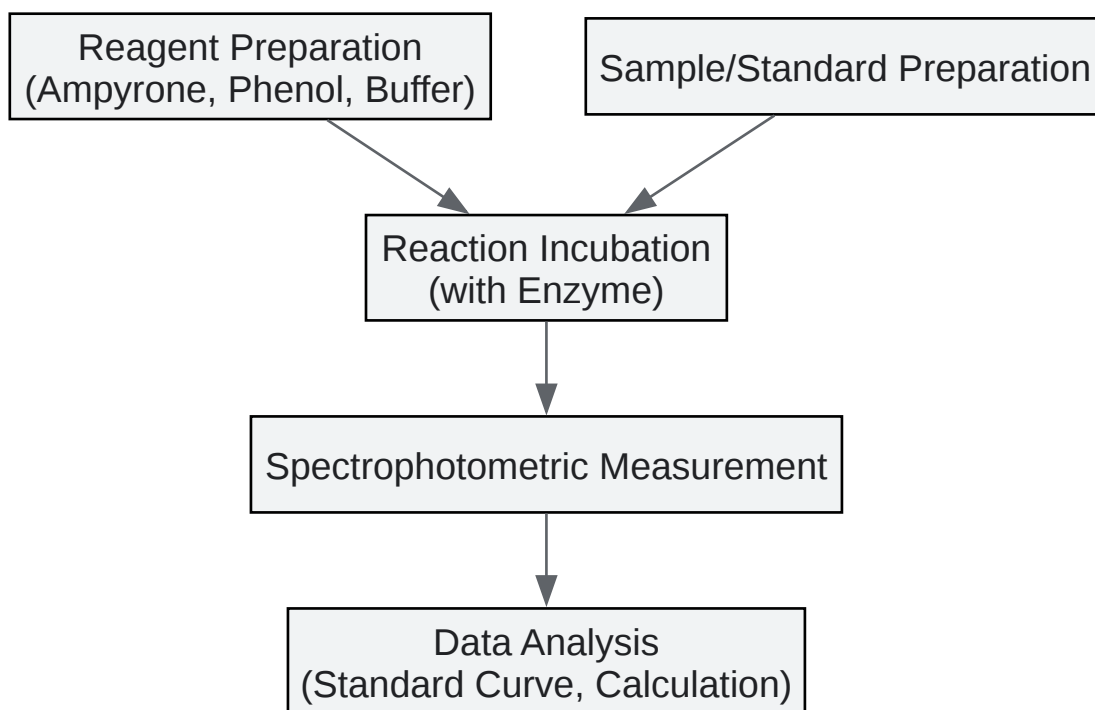 Reagent Preparation
(Ampyrone, Phenol, Buffer)
Sample/Standard Preparation
Reaction Incubation
(with Enzyme)
Spectrophotometric Measurement
Data Analysis
(Standard Curve, Calculation)